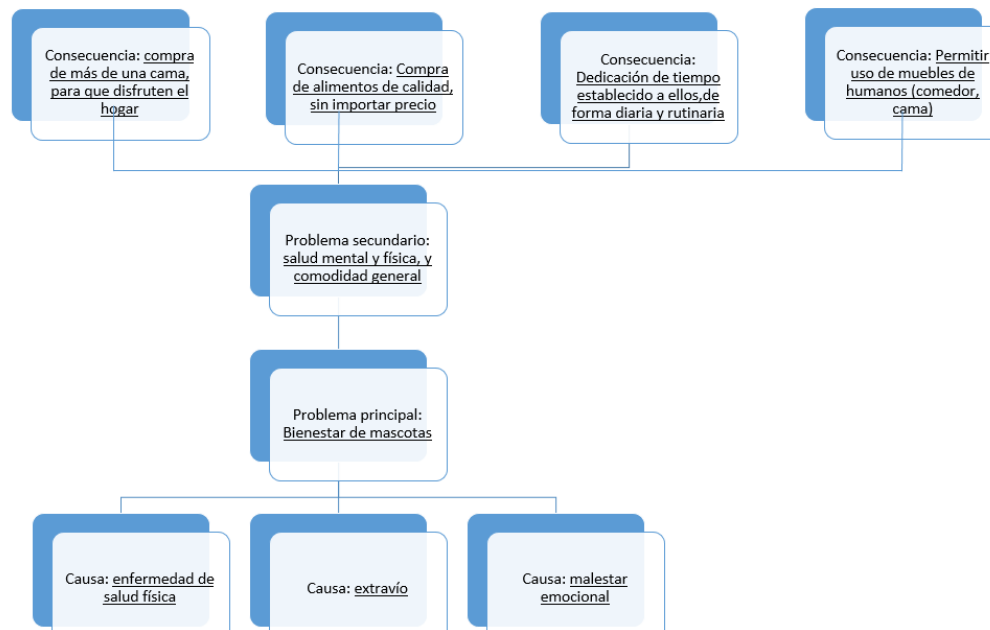 Consecuencia: compra
de más de una cama,
para que disfruten el
hogar
Consecuencia: Compra
de alimentos de calidad,
sin importar precio
Consecuencia:
Dedicación de tiempo
establecido a ellos,de
forma diaria y rutinaria
Consecuencia: Permitir
uso de muebles de
humanos (comedor,
cama)
Problema secundario:
salud mental y física, y
comodidad general
Problema principal:
Bienestar de mascotas
Causa: enfermedad de
salud física
Causa: extravío
Causa: malestar
emocional